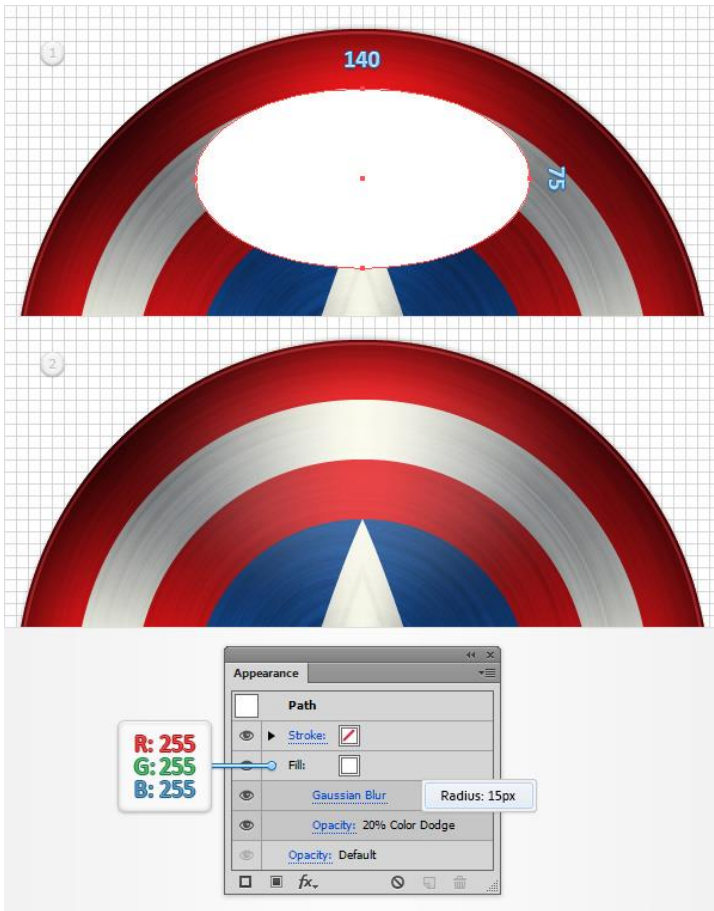 1
140
75
2
Appearance
Path
Stroke:
R: 255
G: 255
B: 255
Fill:
Gaussian Blur
Radius: 15px
Opacity: 20% Color Dodge
Opacity: Default
fx